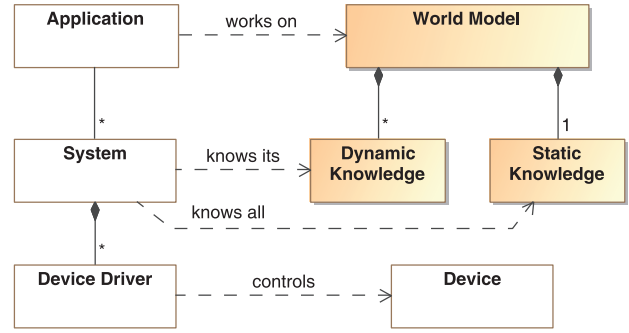 Application
works on
World Model
*
*
1
System
knows its
Dynamic
Knowledge
Static
Knowledge
knows all
*
Device Driver
controls
Device